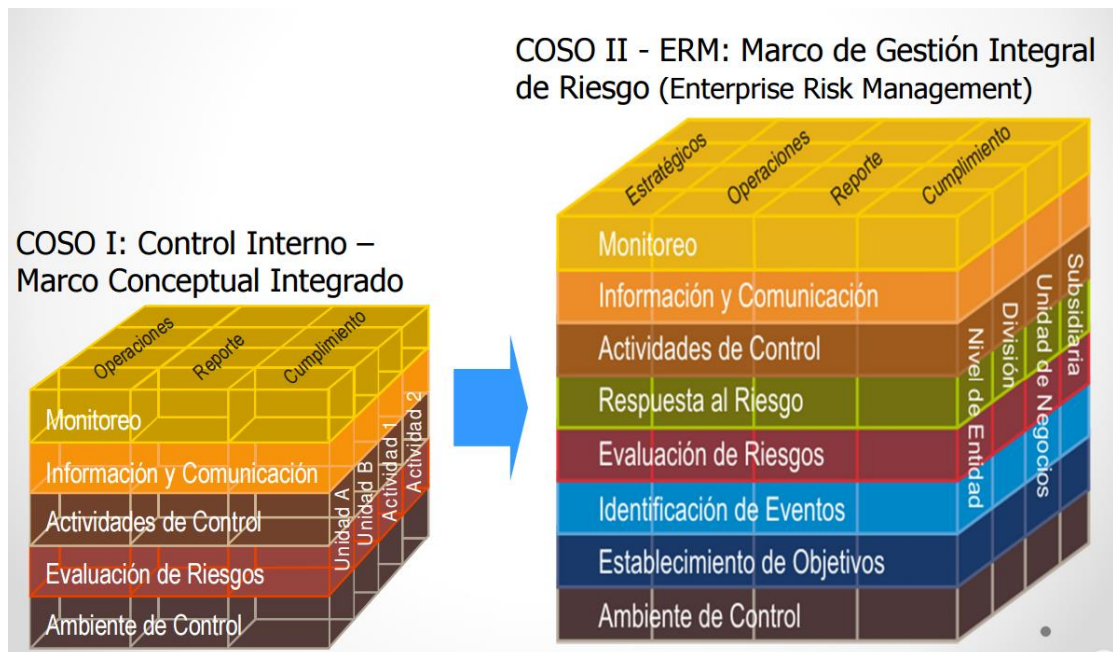 COSO II - ERM: Marco de Gestión Integral
de Riesgo (Enterprise Risk Management)
COSO I: Control Interno –
Marco Conceptual Integrado
Operaciones
Reporte
Cumplimiento
Monitoreo
Información y Comunicación
Actividades de Control
Evaluación de Riesgos
Ambiente de Control
Unidad A
Unidad B
Actividad 1
Actividad 2
Estratégicos
Operaciones
Reporte
Cumplimiento
Monitoreo
Información y Comunicación
Actividades de Control
Respuesta al Riesgo
Evaluación de Riesgos
Identificación de Eventos
Establecimiento de Objetivos
Ambiente de Control
Nivel de Entidad
División
Unidad de Negocios
Subsidiaria